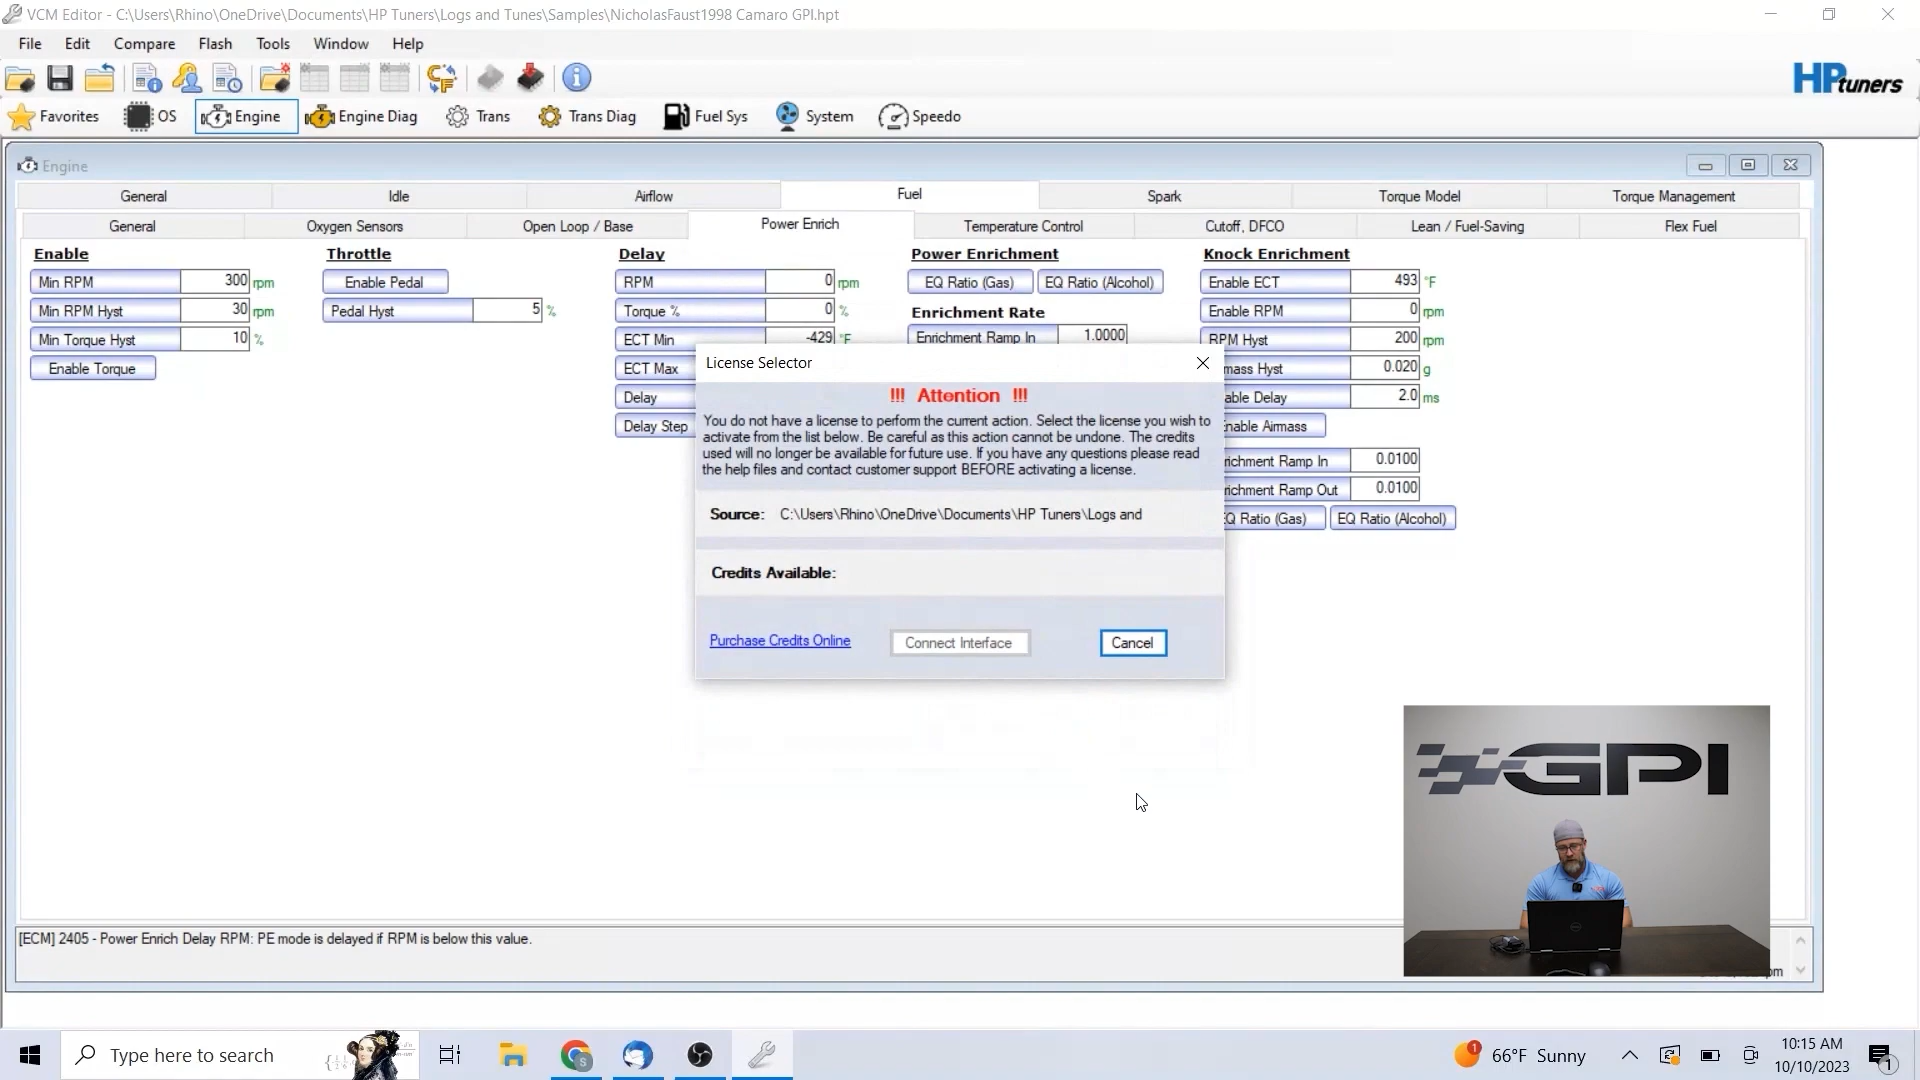 VCM Editor - C:\Users\Rhino\OneDrive\Documents\HP Tuners\Logs and Tunes\Samples\NicholasFaust1998 Camaro GPI.hpt
File Edit Compare Flash Tools Window Help
HPtuners
Favorites OS Engine Engine Diag Trans Trans Diag Fuel Sys System Speedo
Engine
General Idle Airflow Fuel Spark Torque Model Torque Management
General Oxygen Sensors Open Loop / Base Power Enrich Temperature Control Cutoff, DFCO Lean / Fuel-Saving Flex Fuel
Enable Throttle Delay Power Enrichment Knock Enrichment
Min RPM 300 rpm Enable Pedal RPM 0 rpm EQ Ratio (Gas) EQ Ratio (Alcohol) Enable ECT 493 °F
Min RPM Hyst 30 rpm Pedal Hyst 5 % Torque % 0 % Enrichment Rate Enable RPM 0 rpm
Min Torque Hyst 10 % ECT Min -429 °F Enrichment Ramp In 1.0000 RPM Hyst 200 rpm
Enable Torque ECT Max mass Hyst 0.020 g
Delay able Delay 2.0 ms
Delay Step nable Airmass
richment Ramp In 0.0100
richment Ramp Out 0.0100
EQ Ratio (Gas) EQ Ratio (Alcohol)
License Selector
!!! Attention !!!
You do not have a license to perform the current action. Select the license you wish to
activate from the list below. Be careful as this action cannot be undone. The credits
used will no longer be available for future use. If you have any questions please read
the help files and contact customer support BEFORE activating a license.
Source: C:\Users\Rhino\OneDrive\Documents\HP Tuners\Logs and
Credits Available:
Purchase Credits Online Connect Interface Cancel
GPI
[ECM] 2405 - Power Enrich Delay RPM: PE mode is delayed if RPM is below this value.
pm
Type here to search
1 66°F Sunny
10:15 AM
10/10/2023
1